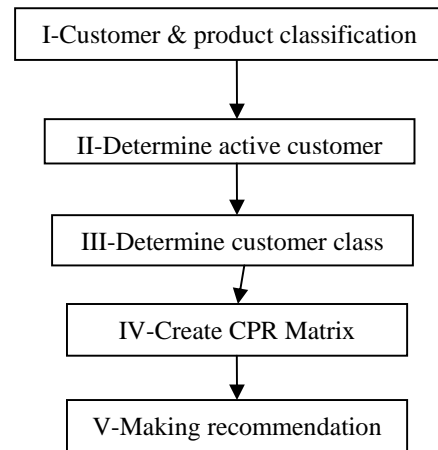 I-Customer & product classification
II-Determine active customer
III-Determine customer class
IV-Create CPR Matrix
V-Making recommendation